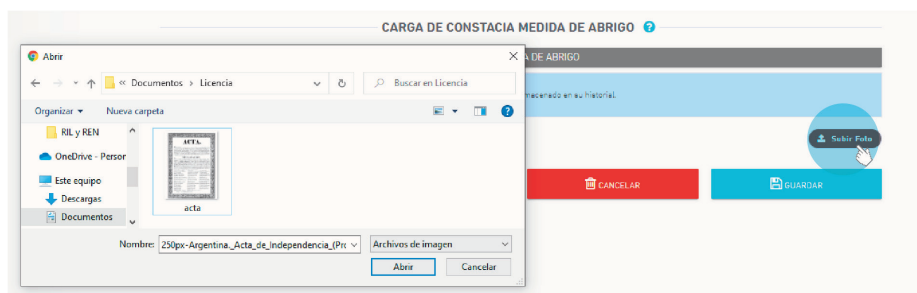 CARGA DE CONSTACIA MEDIDA DE ABRIGO ?
Abrir
A DE ABRIGO
« Documentos › Licencia
Buscar en Licencia
macenado en su historial.
Organizar
Nueva carpeta
?
RIL y REN
OneDrive - Person
Este equipo
Descargas
Documentos
ACTA.
acta
Subir Foto
CANCELAR
GUARDAR
Nombre: 250px-Argentina._Acta_de_Independencia_(Prc
Archivos de imagen
Abrir
Cancelar